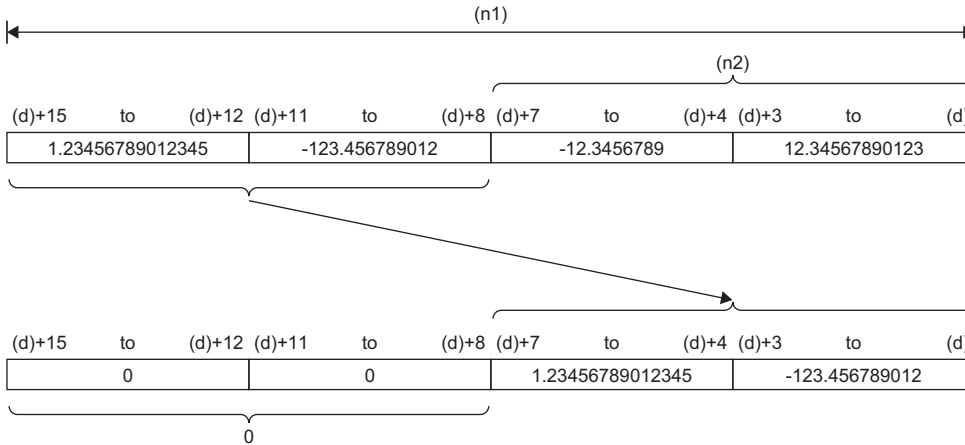 (n1)
(n2)
(d)+15 to (d)+12 (d)+11 to (d)+8 (d)+7 to (d)+4 (d)+3 to (d)
1.23456789012345 -123.456789012 -12.3456789 12.34567890123
(d)+15 to (d)+12 (d)+11 to (d)+8 (d)+7 to (d)+4 (d)+3 to (d)
0 0 1.23456789012345 -123.456789012
0